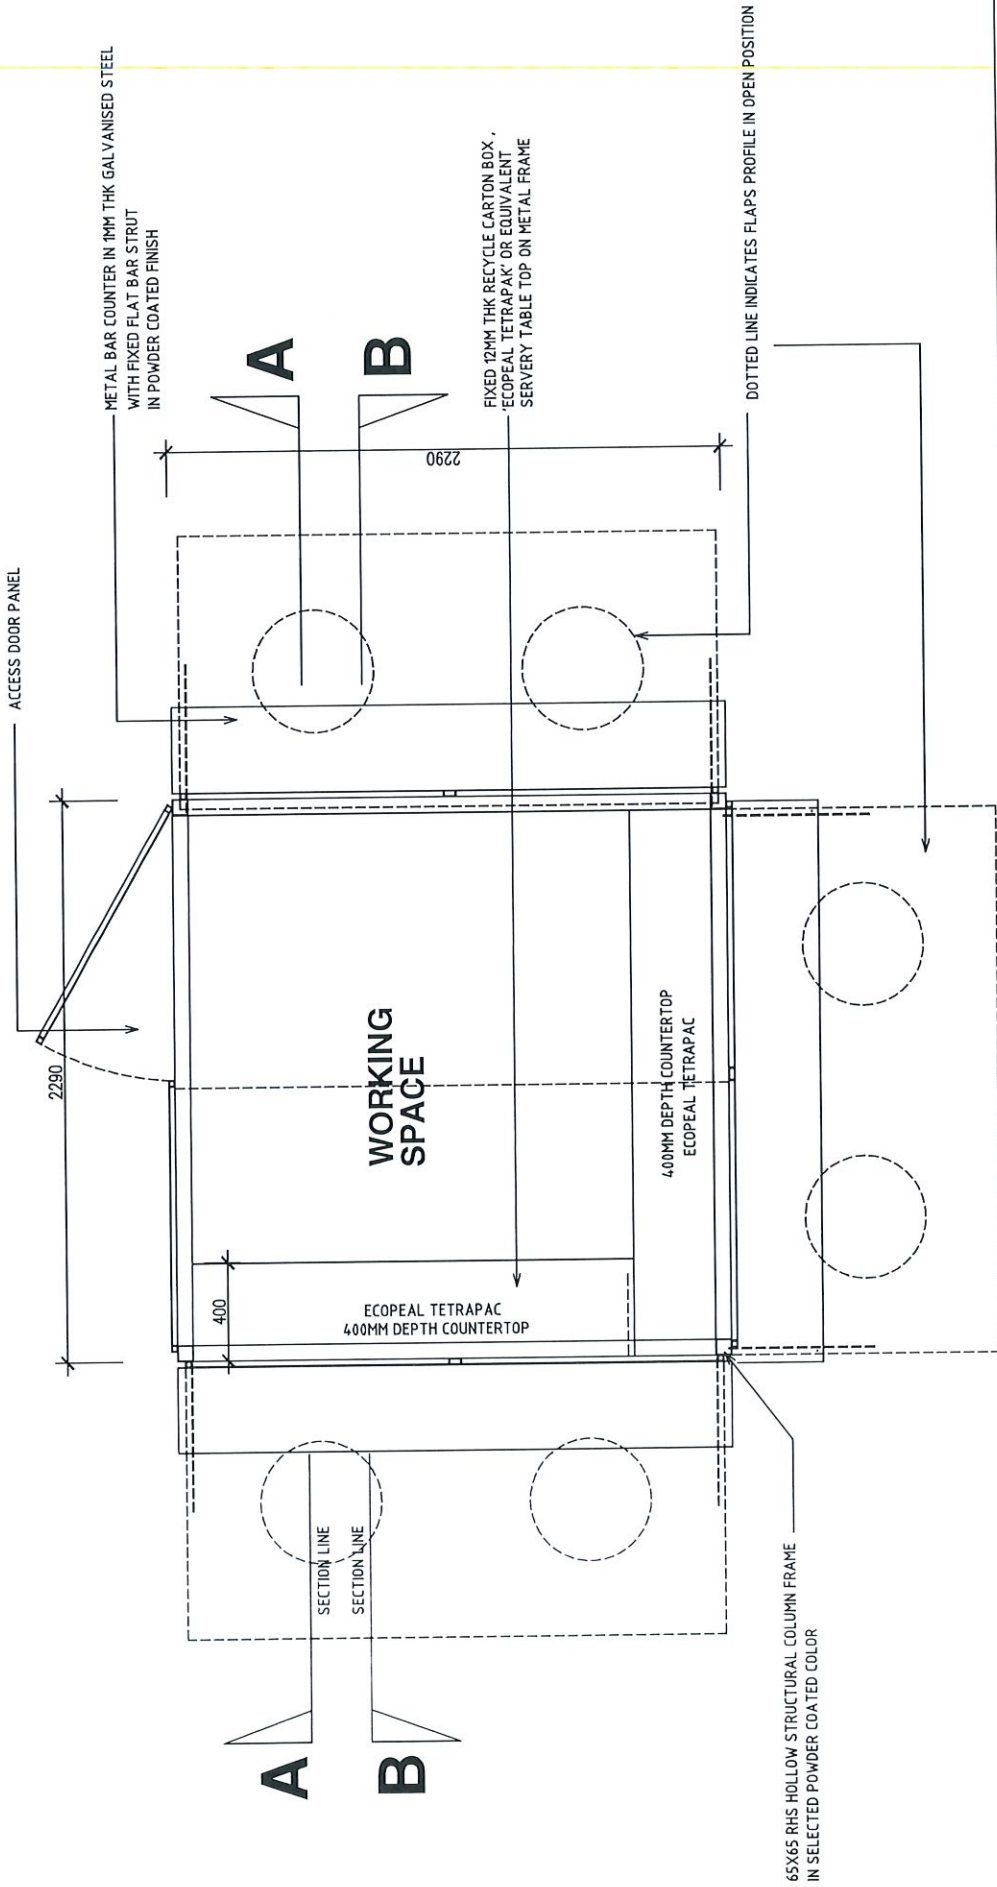 ACCESS DOOR PANEL
METAL BAR COUNTER IN 1MM THK GALVANISED STEEL
WITH FIXED FLAT BAR STRUT
IN POWDER COATED FINISH
2290
A
B
2290
FIXED 12MM THK RECYCLE CARTON BOX ,
'ECOPEAL TETRAPAK' OR EQUIVALENT
SERVERY TABLE TOP ON METAL FRAME
DOTTED LINE INDICATES FLAPS PROFILE IN OPEN POSITION
WORKING
SPACE
400MM DEPTH COUNTERTOP
ECOPEAL TETRAPAC
400
ECOPEAL TETRAPAC
400MM DEPTH COUNTERTOP
SECTION LINE
SECTION LINE
A
B
65X65 RHS HOLLOW STRUCTURAL COLUMN FRAME
IN SELECTED POWDER COATED COLOR